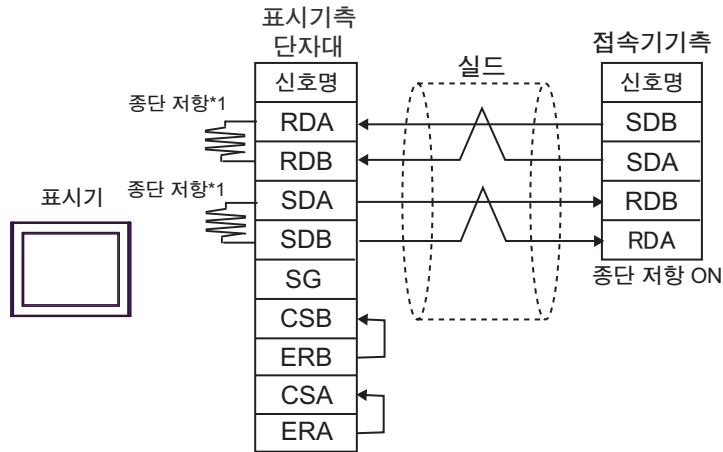 표시기측
단자대
접속기기측
실드
신호명
신호명
종단 저항*1
RDA
SDB
RDB
SDA
표시기
종단 저항*1
SDA
RDB
SDB
RDA
SG
종단 저항 ON
CSB
ERB
CSA
ERA